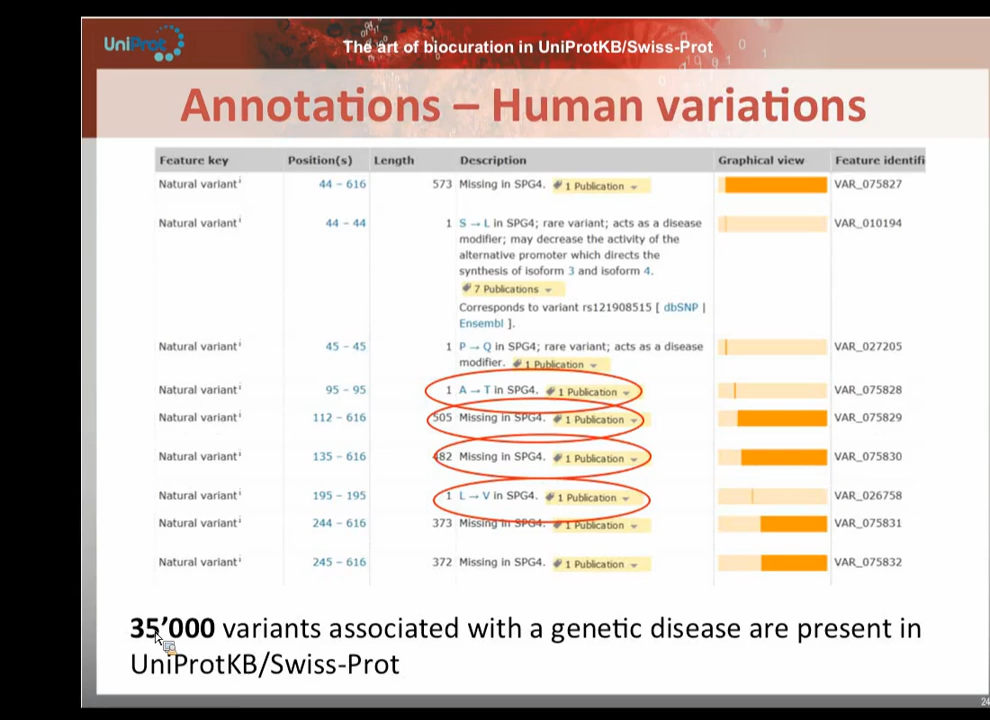 UniProt
The art of biocuration in UniProtKB/Swiss-Prot
Annotations – Human variations
Feature key Position(s) Length Description Graphical view Feature identifi
Natural variant i 44 – 616 573 Missing in SPG4. 1 Publication VAR_075827
Natural variant i 44 – 44 1 S → L in SPG4; rare variant; acts as a disease VAR_010194
modifier; may decrease the activity of the
alternative promoter which directs the
synthesis of isoform 3 and isoform 4.
7 Publications
Corresponds to variant rs121908515 [ dbSNP |
Ensembl ].
Natural variant i 45 – 45 1 P → Q in SPG4; rare variant; acts as a disease VAR_027205
modifier. 1 Publication
Natural variant i 95 – 95 1 A → T in SPG4. 1 Publication VAR_075828
Natural variant i 112 – 616 505 Missing in SPG4. 1 Publication VAR_075829
Natural variant i 135 – 616 482 Missing in SPG4. 1 Publication VAR_075830
Natural variant i 195 – 195 1 L → V in SPG4. 1 Publication VAR_026758
Natural variant i 244 – 616 373 Missing in SPG4. 1 Publication VAR_075831
Natural variant i 245 – 616 372 Missing in SPG4. 1 Publication VAR_075832
35’000 variants associated with a genetic disease are present in
UniProtKB/Swiss-Prot